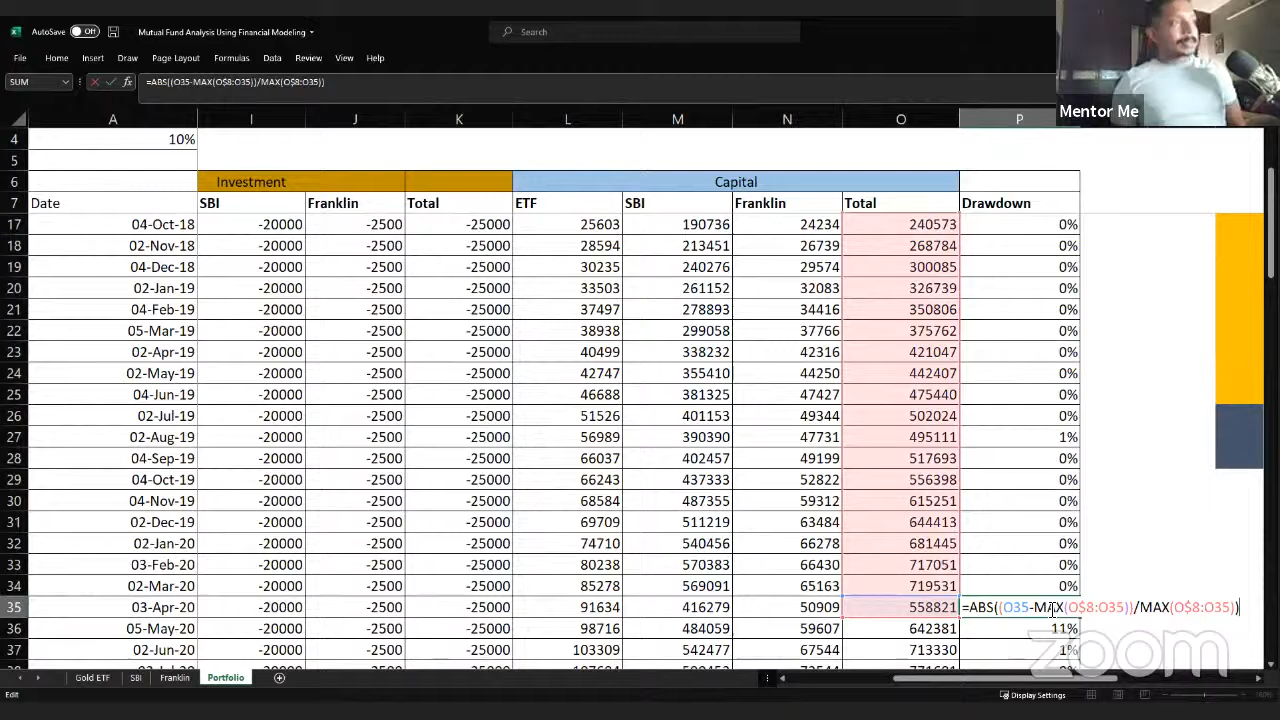 AutoSave Off Mutual Fund Analysis Using Financial Modeling Search
File Home Insert Draw Page Layout Formulas Data Review View Help
SUM fx =ABS((O35-MAX(O$8:O35))/MAX(O$8:O35))
Mentor Me
A I J K L M N O P
4 10%
5
6 Investment Capital
7 Date SBI Franklin Total ETF SBI Franklin Total Drawdown
17 04-Oct-18 -20000 -2500 -25000 25603 190736 24234 240573 0%
18 02-Nov-18 -20000 -2500 -25000 28594 213451 26739 268784 0%
19 04-Dec-18 -20000 -2500 -25000 30235 240276 29574 300085 0%
20 02-Jan-19 -20000 -2500 -25000 33503 261152 32083 326739 0%
21 04-Feb-19 -20000 -2500 -25000 37497 278893 34416 350806 0%
22 05-Mar-19 -20000 -2500 -25000 38938 299058 37766 375762 0%
23 02-Apr-19 -20000 -2500 -25000 40499 338232 42316 421047 0%
24 02-May-19 -20000 -2500 -25000 42747 355410 44250 442407 0%
25 04-Jun-19 -20000 -2500 -25000 46688 381325 47427 475440 0%
26 02-Jul-19 -20000 -2500 -25000 51526 401153 49344 502024 0%
27 02-Aug-19 -20000 -2500 -25000 56989 390390 47731 495111 1%
28 04-Sep-19 -20000 -2500 -25000 66037 402457 49199 517693 0%
29 04-Oct-19 -20000 -2500 -25000 66243 437333 52822 556398 0%
30 04-Nov-19 -20000 -2500 -25000 68584 487355 59312 615251 0%
31 02-Dec-19 -20000 -2500 -25000 69709 511219 63484 644413 0%
32 02-Jan-20 -20000 -2500 -25000 74710 540456 66278 681445 0%
33 03-Feb-20 -20000 -2500 -25000 80238 570383 66430 717051 0%
34 02-Mar-20 -20000 -2500 -25000 85278 569091 65163 719531 0%
35 03-Apr-20 -20000 -2500 -25000 91634 416279 50909 558821 =ABS((O35-MAX(O$8:O35))/MAX(O$8:O35))
36 05-May-20 -20000 -2500 -25000 98716 484059 59607 642381 11%
37 02-Jun-20 -20000 -2500 -25000 103309 542477 67544 713330 1%
zoom
Gold ETF SBI Franklin Portfolio
Edit Display Settings